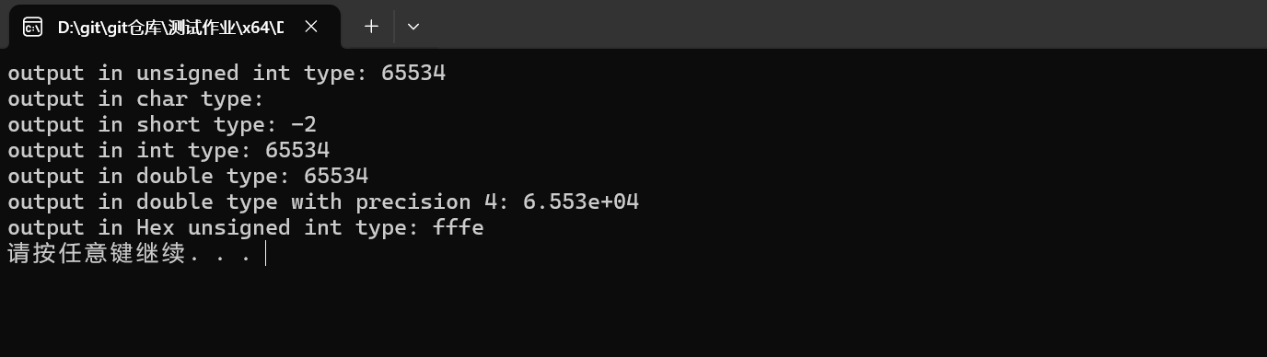 D:\git\git仓库\测试作业\x64\D
output in unsigned int type: 65534
output in char type:
output in short type: -2
output in int type: 65534
output in double type: 65534
output in double type with precision 4: 6.553e+04
output in Hex unsigned int type: fffe
请按任意键继续. . .